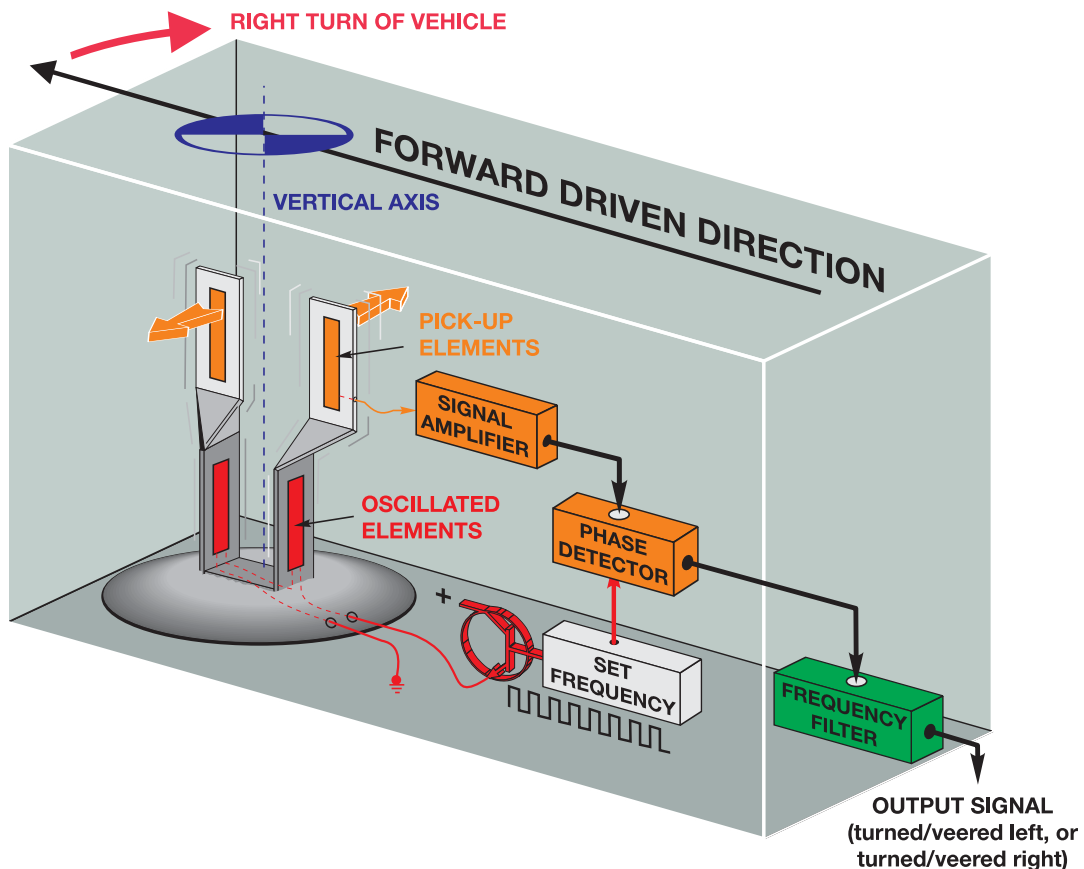 RIGHT TURN OF VEHICLE
FORWARD DRIVEN DIRECTION
VERTICAL AXIS
PICK-UP
ELEMENTS
SIGNAL
AMPLIFIER
OSCILLATED
ELEMENTS
PHASE
DETECTOR
+
SET
FREQUENCY
FREQUENCY
FILTER
OUTPUT SIGNAL
(turned/veered left, or
turned/veered right)